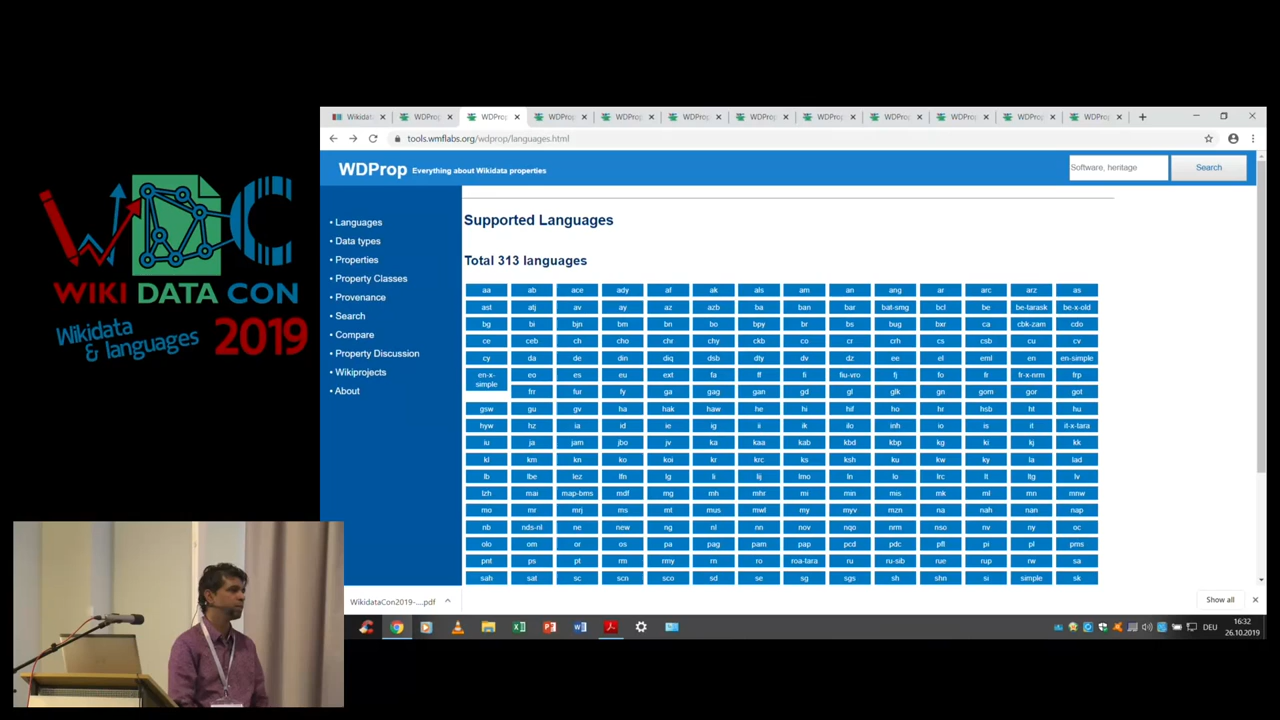 WIKI DATA CON
Wikidata
& languages 2019
Wikidat
WDProp
WDProp
WDProp
WDProp
WDProp
WDProp
WDProp
WDProp
WDProp
WDProp
WDProp
tools.wmflabs.org/wdprop/languages.html
WDProp Everything about Wikidata properties
Software, heritage
Search
• Languages
• Data types
• Properties
• Property Classes
• Provenance
• Search
• Compare
• Property Discussion
• Wikiprojects
• About
Supported Languages
Total 313 languages
aa ab ace ady af ak als am an ang ar arc arz as
ast atj av ay az azb ba ban bar bat-smg bcl be be-tarask be-x-old
bg bi bjn bm bn bo bpy br bs bug bxr ca cbk-zam cdo
ce ceb ch cho chr chy ckb co cr crh cs csb cu cv
cy da de din diq dsb dty dv dz ee el eml en en-simple
en-x-simple eo es eu ext fa ff fi fiu-vro fj fo fr fr-x-nrm frp
frr fur fy ga gag gan gd gl glk gn gom gor got
gsw gu gv ha hak haw he hi hif ho hr hsb ht hu
hyw hz ia id ie ig ii ik ilo inh io is it it-x-tara
iu ja jam jbo jv ka kaa kab kbd kbp kg ki kj kk
kl km kn ko koi kr krc ks ksh ku kw ky la lad
lb lbe lez lfn lg li lij lmo ln lo lrc lt ltg lv
lzh mai map-bms mdf mg mh mhr mi min mis mk ml mn mnw
mo mr mrj ms mt mus mwl my myv mzn na nah nan nap
nb nds-nl ne new ng nl nn nov nqo nrm nso nv ny oc
olo om or os pa pag pam pap pcd pdc pfl pi pl pms
pnt ps pt rm rmy rn ro roa-tara ru ru-sib rue rup rw sa
sah sat sc scn sco sd se sg sgs sh shn si simple sk
WikidataCon2019-....pdf
Show all
DEU
16:32
26.10.2019